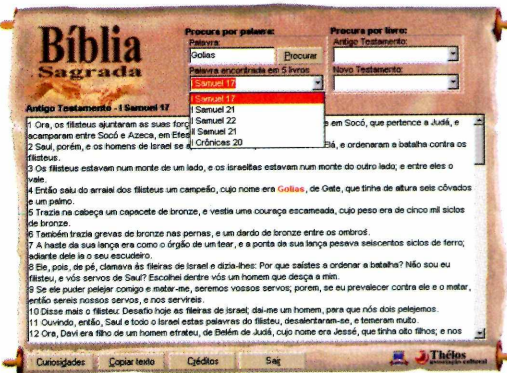 Bíblia
Sagrada
Procura por palavra:
Palavra:
Golias
Procurar
Palavra encontrada em 5 livros
I Samuel 17
I Samuel 17
I Samuel 21
I Samuel 22
II Samuel 21
I Crônicas 20
Procura por livro:
Antigo Testamento:
Novo Testamento:
Antigo Testamento - I Samuel 17
1 Ora, os filisteus ajuntaram as suas forç em Socó, que pertence a Judá, e
acamparam entre Socó e Azeca, em Efes
2 Saul, porém, e os homens de Israel se a Elá, e ordenaram a batalha contra os
filisteus.
3 Os filisteus estavam num monte de um lado, e os israelitas estavam num monte do outro lado; e entre eles o
vale.
4 Então saiu do arraial dos filisteus um campeão, cujo nome era Golias, de Gate, que tinha de altura seis côvados
e um palmo.
5 Trazia na cabeça um capacete de bronze, e vestia uma couraça escameada, cujo peso era de cinco mil siclos
de bronze.
6 Também trazia grevas de bronze nas pernas, e um dardo de bronze entre os ombros.
7 A haste da sua lança era como o órgão de um tear, e a ponta da sua lança pesava seiscentos siclos de ferro;
adiante dele ia o seu escudeiro.
8 Ele, pois, de pé, clamava às fileiras de Israel e dizia-lhes: Por que saístes a ordenar a batalha? Não sou eu
filisteu, e vós servos de Saul? Escolhei dentre vós um homem que desça a mim.
9 Se ele puder pelejar comigo e matar-me, seremos vossos servos; porém, se eu prevalecer contra ele e o matar,
então sereis nossos servos, e nos servireis.
10 Disse mais o filisteu: Desafio hoje as fileiras de Israel; dai-me um homem, para que nós dois pelejemos.
11 Ouvindo, então, Saul e todo o Israel estas palavras do filisteu, desalentaram-se, e temeram muito.
12 Ora, Davi era filho de um homem efrateu, de Belém de Judá, cujo nome era Jessé, que tinha oito filhos; e nos
Curiosidades
Copiar texto
Créditos
Sair
Thélos
associação cultural